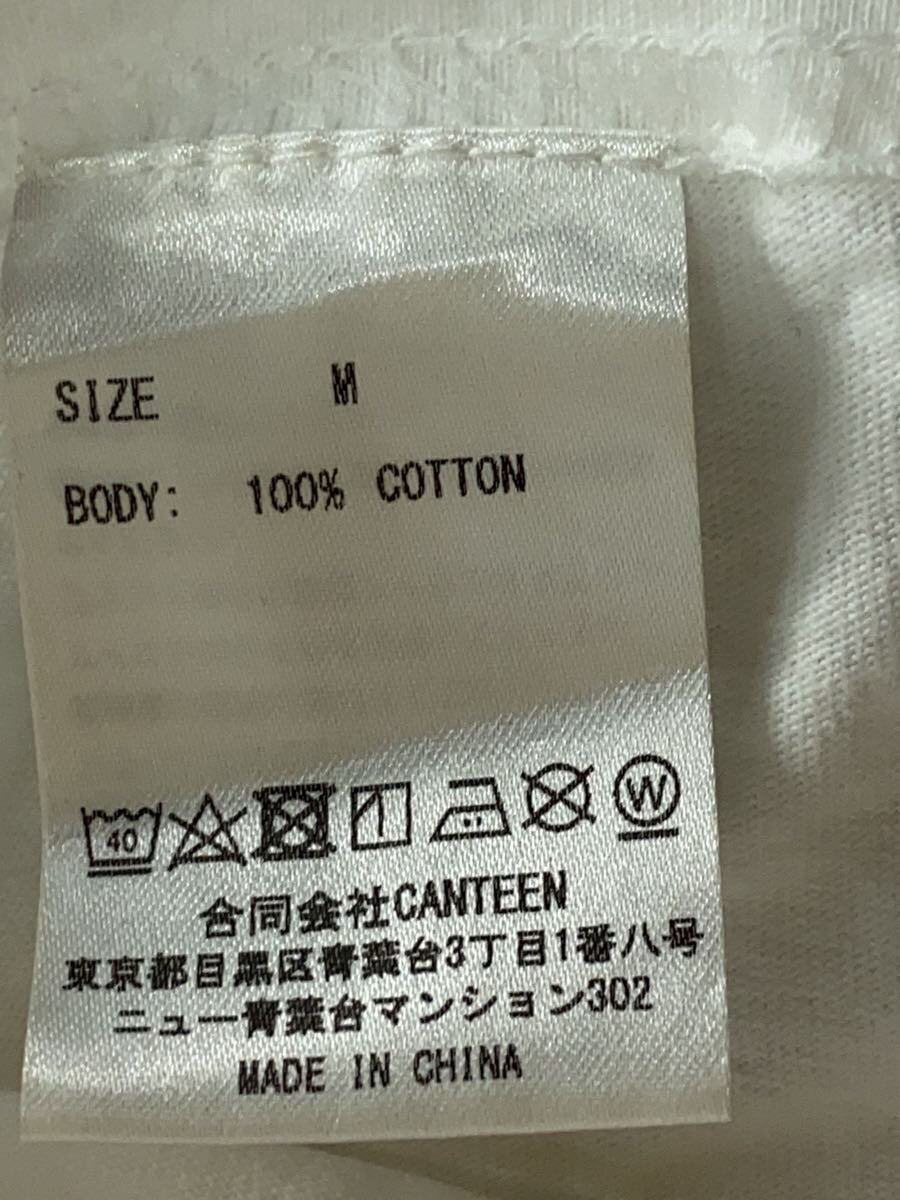 SIZE M
BODY: 100% COTTON
40
W
合同会社CANTEEN
東京都目黒区青葉台3丁目1番八号
ニュー青葉台マンション302
MADE IN CHINA